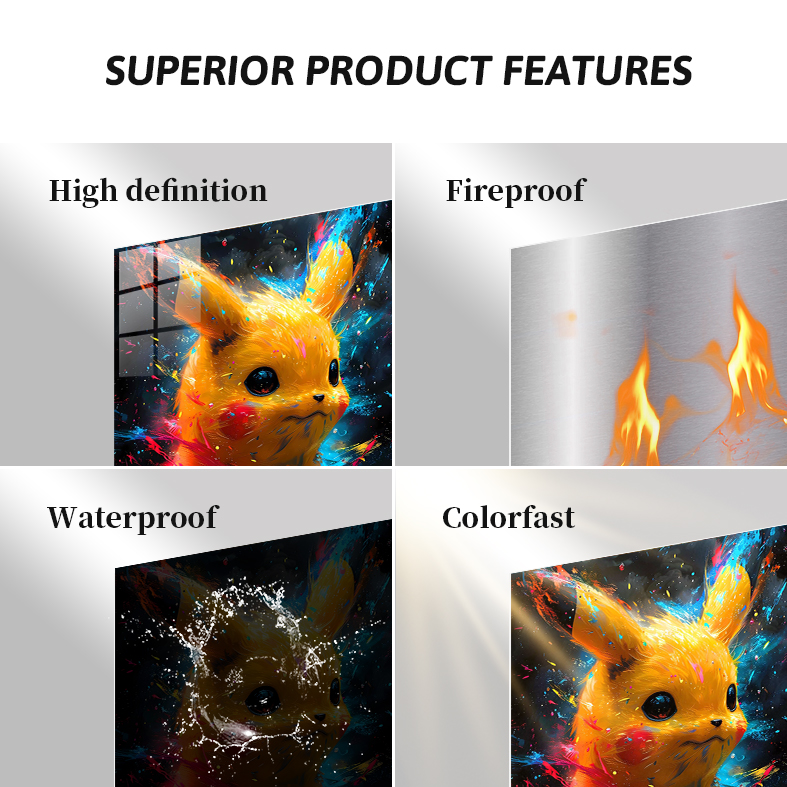 SUPERIOR PRODUCT FEATURES
High definition
Fireproof
Waterproof
Colorfast